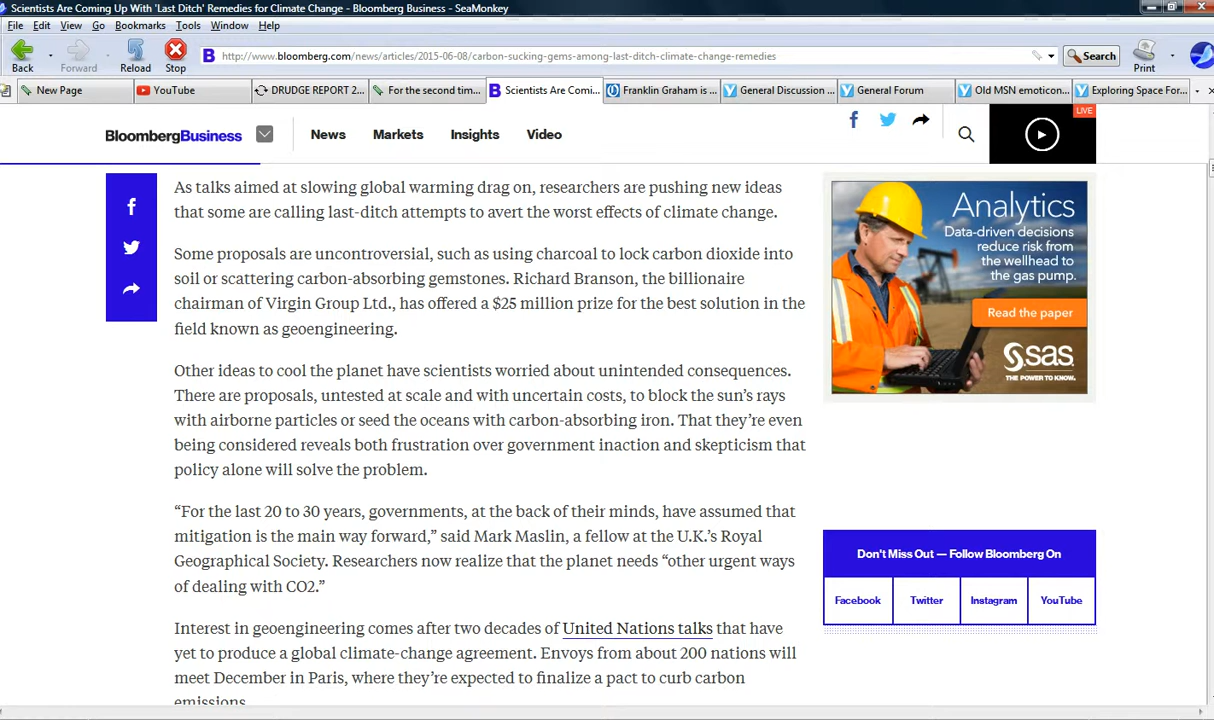 Scientists Are Coming Up With 'Last Ditch' Remedies for Climate Change - Bloomberg Business - SeaMonkey
File Edit View Go Bookmarks Tools Window Help
Back Forward Reload Stop
http://www.bloomberg.com/news/articles/2015-06-08/carbon-sucking-gems-among-last-ditch-climate-change-remedies
Search Print
New Page
YouTube
DRUDGE REPORT 2...
For the second tim...
Scientists Are Comi...
Franklin Graham is ...
General Discussion ...
General Forum
Old MSN emoticon...
Exploring Space For...
BloombergBusiness
News Markets Insights Video
LIVE
As talks aimed at slowing global warming drag on, researchers are pushing new ideas
that some are calling last-ditch attempts to avert the worst effects of climate change.
Some proposals are uncontroversial, such as using charcoal to lock carbon dioxide into
soil or scattering carbon-absorbing gemstones. Richard Branson, the billionaire
chairman of Virgin Group Ltd., has offered a $25 million prize for the best solution in the
field known as geoengineering.
Other ideas to cool the planet have scientists worried about unintended consequences.
There are proposals, untested at scale and with uncertain costs, to block the sun’s rays
with airborne particles or seed the oceans with carbon-absorbing iron. That they’re even
being considered reveals both frustration over government inaction and skepticism that
policy alone will solve the problem.
“For the last 20 to 30 years, governments, at the back of their minds, have assumed that
mitigation is the main way forward,” said Mark Maslin, a fellow at the U.K.’s Royal
Geographical Society. Researchers now realize that the planet needs “other urgent ways
of dealing with CO2.”
Interest in geoengineering comes after two decades of United Nations talks that have
yet to produce a global climate-change agreement. Envoys from about 200 nations will
meet December in Paris, where they’re expected to finalize a pact to curb carbon
emissions.
Analytics
Data-driven decisions
reduce risk from
the wellhead to
the gas pump.
Read the paper
sas
THE POWER TO KNOW.
Don't Miss Out — Follow Bloomberg On
Facebook Twitter Instagram YouTube